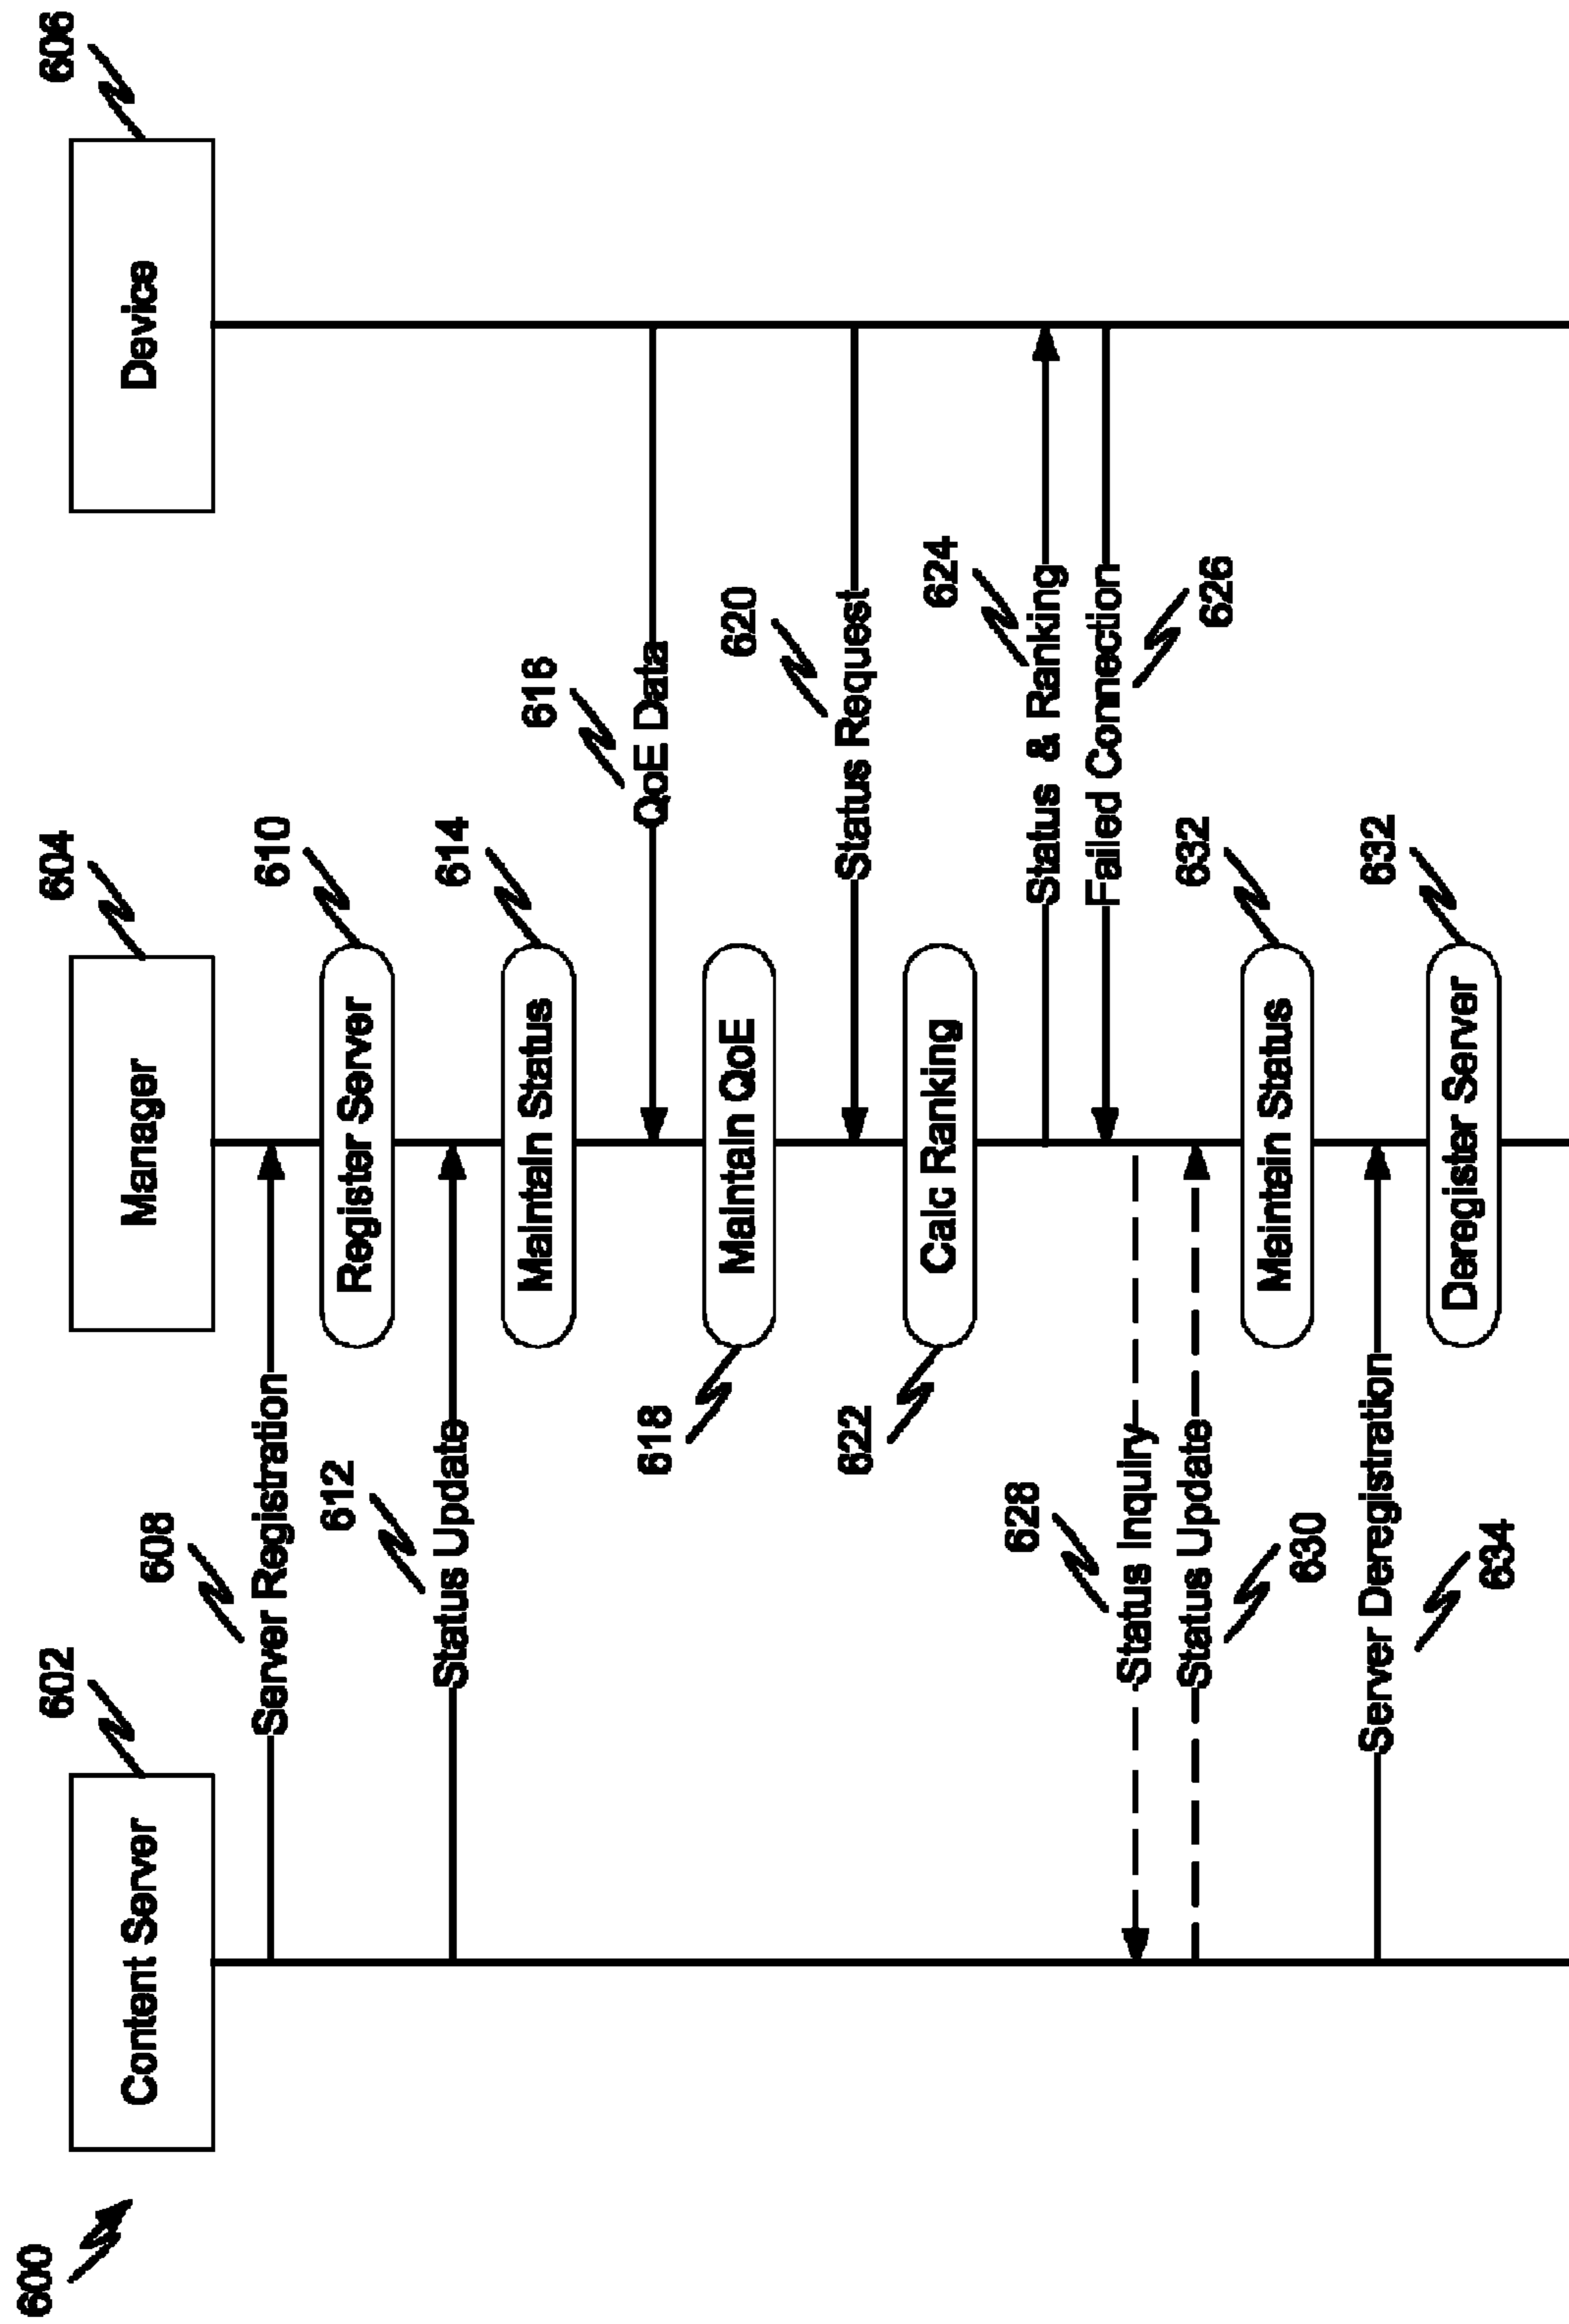 600
Content Server
602
Manager
604
Device
606
608
Server Registration
Register Server
610
612
Status Update
Maintain Status
614
616
QoE Data
618
Maintain QoE
620
Status Request
622
Calc Ranking
624
Status & Ranking
Failed Connection
626
628
Status Inquiry
Status Update
630
Maintain Status
632
Server Deregistration
634
Deregister Server
632